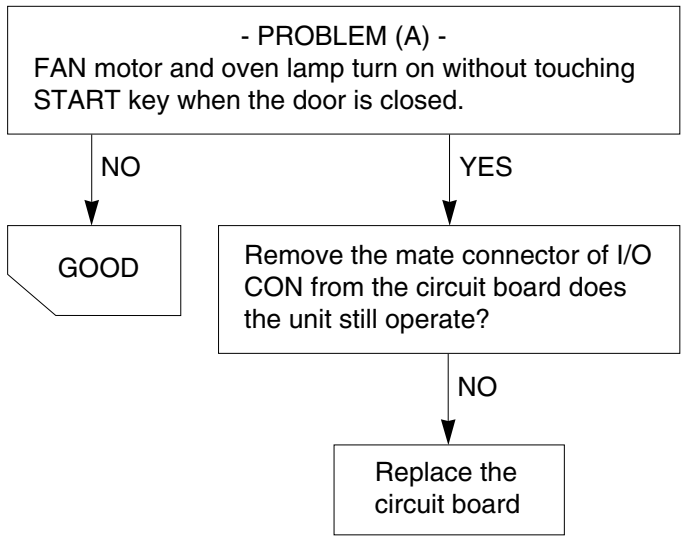 - PROBLEM (A) -
FAN motor and oven lamp turn on without touching
START key when the door is closed.
NO
YES
GOOD
Remove the mate connector of I/O
CON from the circuit board does
the unit still operate?
NO
Replace the
circuit board